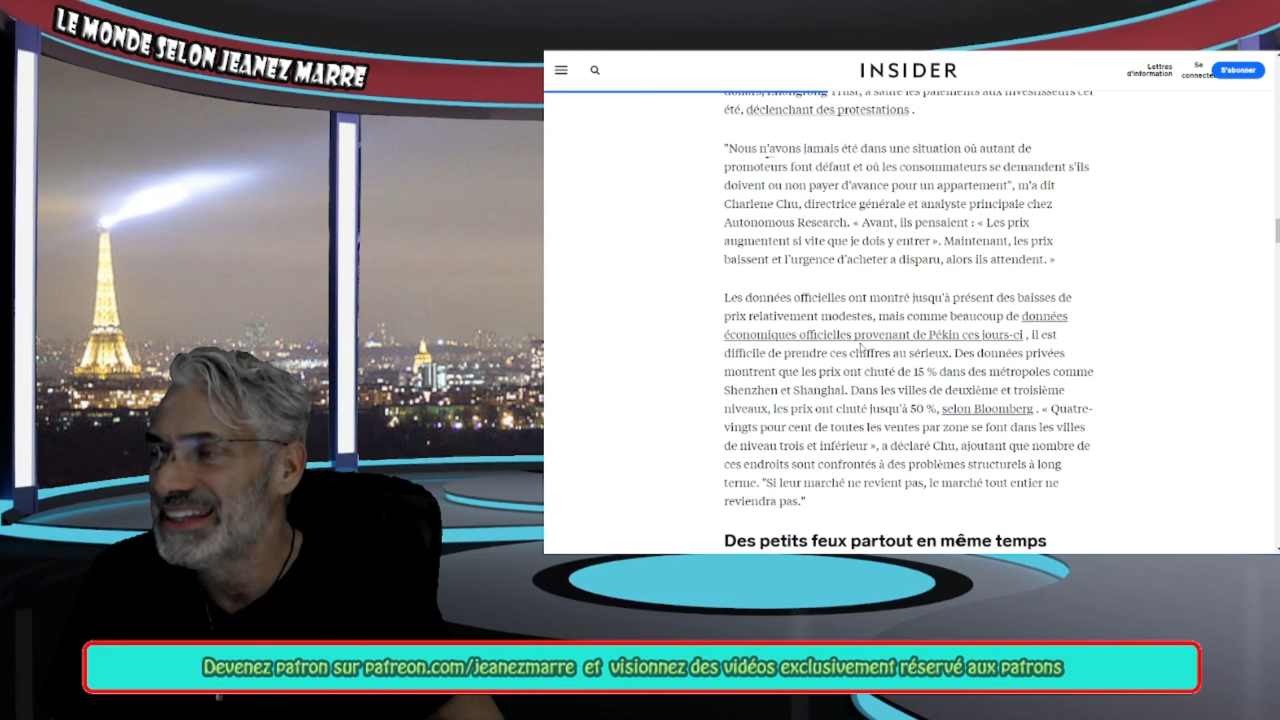 LE MONDE SELON JEANEZ MARRE
INSIDER
Lettres
d'information
Se
connecter
S'abonner
dollars, Zhongrong Trust, a sauté les paiements aux investisseurs cet
été, déclenchant des protestations .
"Nous n'avons jamais été dans une situation où autant de
promoteurs font défaut et où les consommateurs se demandent s'ils
doivent ou non payer d'avance pour un appartement", m'a dit
Charlene Chu, directrice générale et analyste principale chez
Autonomous Research. « Avant, ils pensaient : « Les prix
augmentent si vite que je dois y entrer ». Maintenant, les prix
baissent et l'urgence d'acheter a disparu, alors ils attendent. »
Les données officielles ont montré jusqu'à présent des baisses de
prix relativement modestes, mais comme beaucoup de données
économiques officielles provenant de Pékin ces jours-ci , il est
difficile de prendre ces chiffres au sérieux. Des données privées
montrent que les prix ont chuté de 15 % dans des métropoles comme
Shenzhen et Shanghai. Dans les villes de deuxième et troisième
niveaux, les prix ont chuté jusqu'à 50 %, selon Bloomberg . « Quatre-
vingts pour cent de toutes les ventes par zone se font dans les villes
de niveau trois et inférieur », a déclaré Chu, ajoutant que nombre de
ces endroits sont confrontés à des problèmes structurels à long
terme. "Si leur marché ne revient pas, le marché tout entier ne
reviendra pas."
Des petits feux partout en même temps
Devenez patron sur patreon.com/jeanezmarre et visionnez des vidéos exclusivement réservé aux patrons